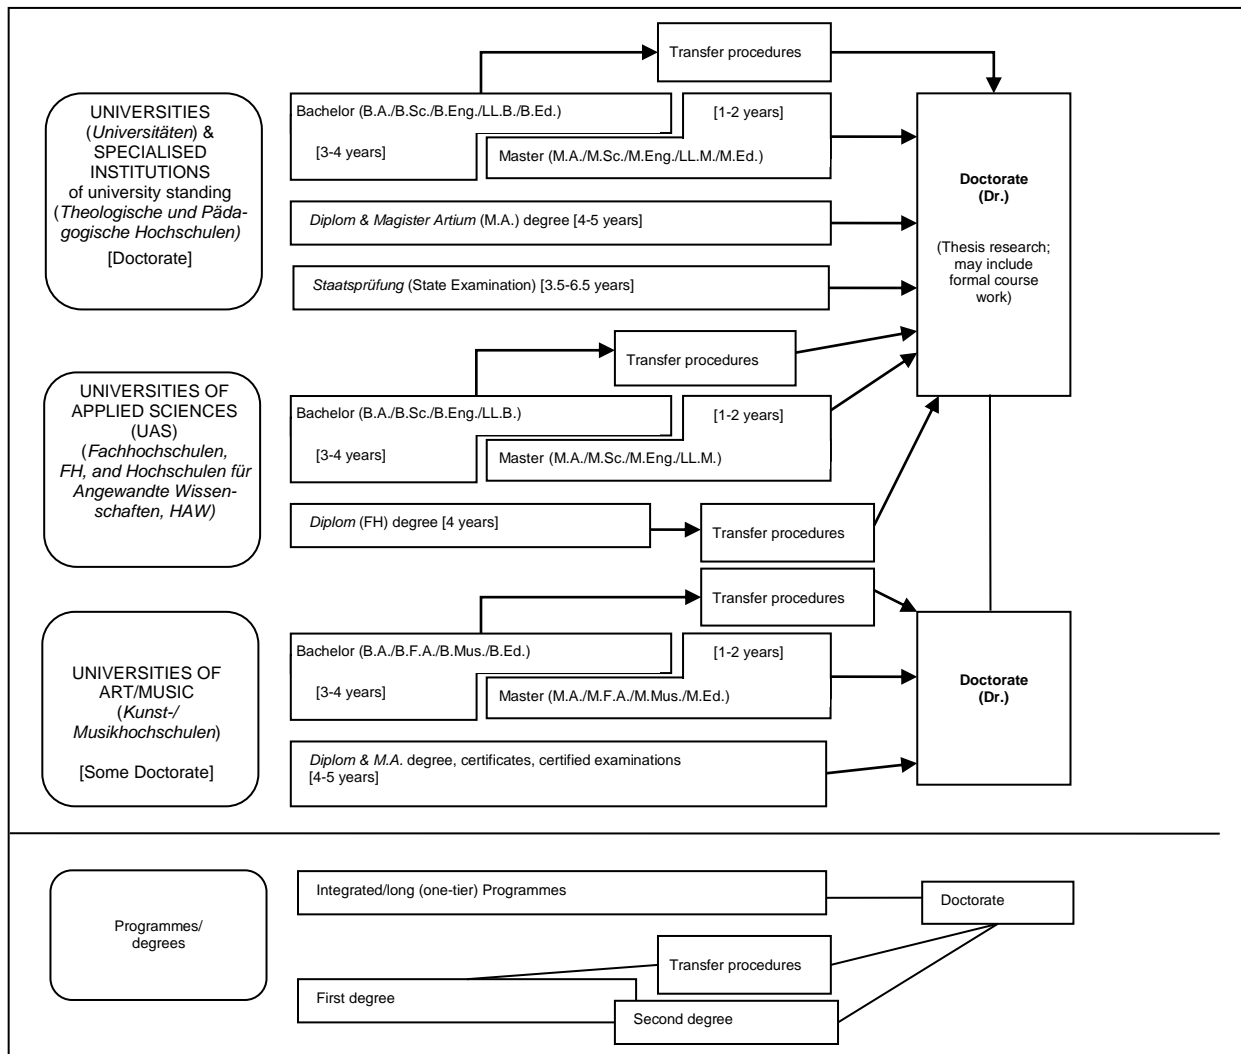 Transfer procedures
UNIVERSITIES
(Universitäten) &
SPECIALISED
INSTITUTIONS
of university standing
(Theologische und Päda-
gogische Hochschulen)
[Doctorate]
Bachelor (B.A./B.Sc./B.Eng./LL.B./B.Ed.)
[3-4 years]
[1-2 years]
Master (M.A./M.Sc./M.Eng./LL.M./M.Ed.)
Diplom & Magister Artium (M.A.) degree [4-5 years]
Staatsprüfung (State Examination) [3.5-6.5 years]
Doctorate
(Dr.)
(Thesis research;
may include
formal course
work)
Transfer procedures
UNIVERSITIES OF
APPLIED SCIENCES
(UAS)
(Fachhochschulen,
FH, and Hochschulen für
Angewandte Wissen-
schaften, HAW)
Bachelor (B.A./B.Sc./B.Eng./LL.B.)
[3-4 years]
[1-2 years]
Master (M.A./M.Sc./M.Eng./LL.M.)
Diplom (FH) degree [4 years]
Transfer procedures
Transfer procedures
UNIVERSITIES OF
ART/MUSIC
(Kunst-/
Musikhochschulen)
[Some Doctorate]
Bachelor (B.A./B.F.A./B.Mus./B.Ed.)
[3-4 years]
[1-2 years]
Master (M.A./M.F.A./M.Mus./M.Ed.)
Diplom & M.A. degree, certificates, certified examinations
[4-5 years]
Doctorate
(Dr.)
Programmes/
degrees
Integrated/long (one-tier) Programmes
Doctorate
Transfer procedures
First degree
Second degree